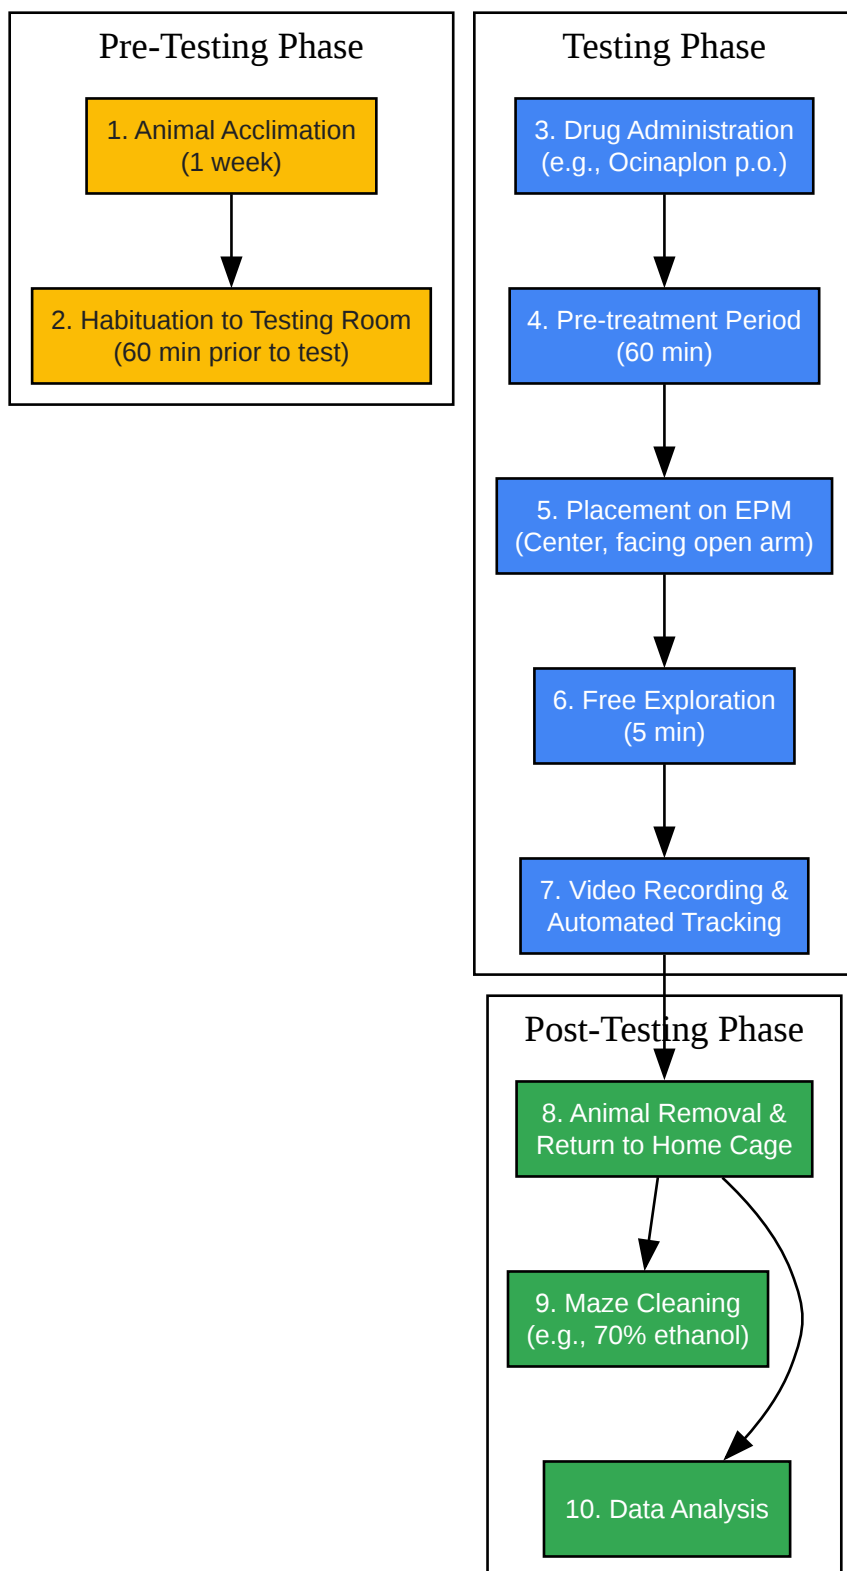 Pre-Testing Phase
1. Animal Acclimation
(1 week)
2. Habituation to Testing Room
(60 min prior to test)
Testing Phase
3. Drug Administration
(e.g., Ocinaplon p.o.)
4. Pre-treatment Period
(60 min)
5. Placement on EPM
(Center, facing open arm)
6. Free Exploration
(5 min)
7. Video Recording &
Automated Tracking
Post-Testing Phase
8. Animal Removal &
Return to Home Cage
9. Maze Cleaning
(e.g., 70% ethanol)
10. Data Analysis